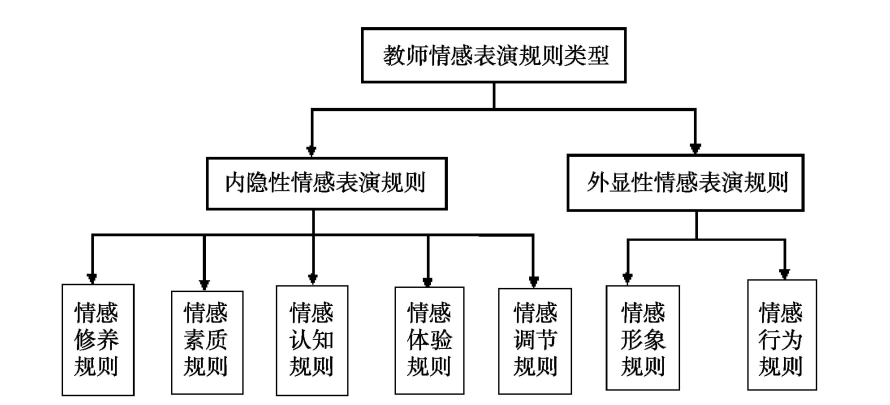 教师情感表演规则类型
内隐性情感表演规则
外显性情感表演规则
情感
修养
规则
情感
素质
规则
情感
认知
规则
情感
体验
规则
情感
调节
规则
情感
形象
规则
情感
行为
规则